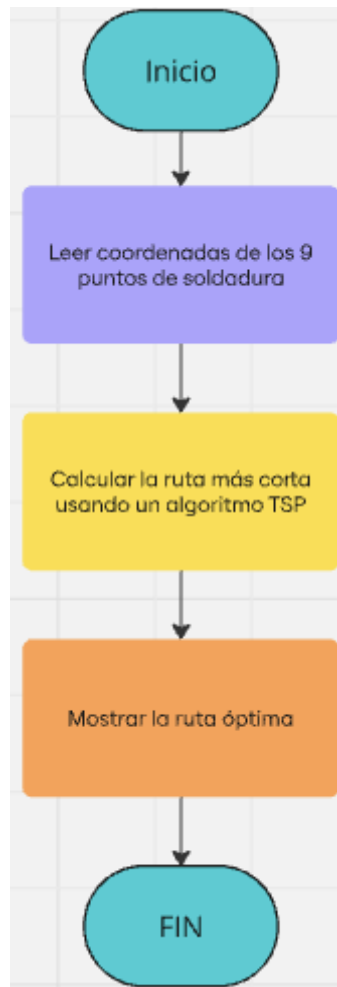 Inicio
Leer coordenadas de los 9
puntos de soldadura
Calcular la ruta más corta
usando un algoritmo TSP
Mostrar la ruta óptima
FIN